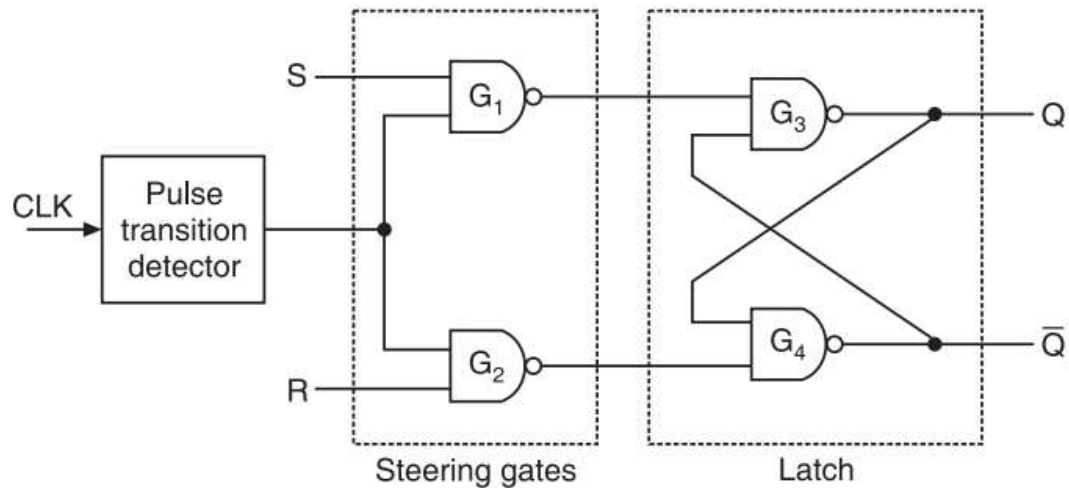 S
G₁
G₃
Q
CLK
Pulse
transition
detector
G₂
G₄
Q̅
R
Steering gates
Latch